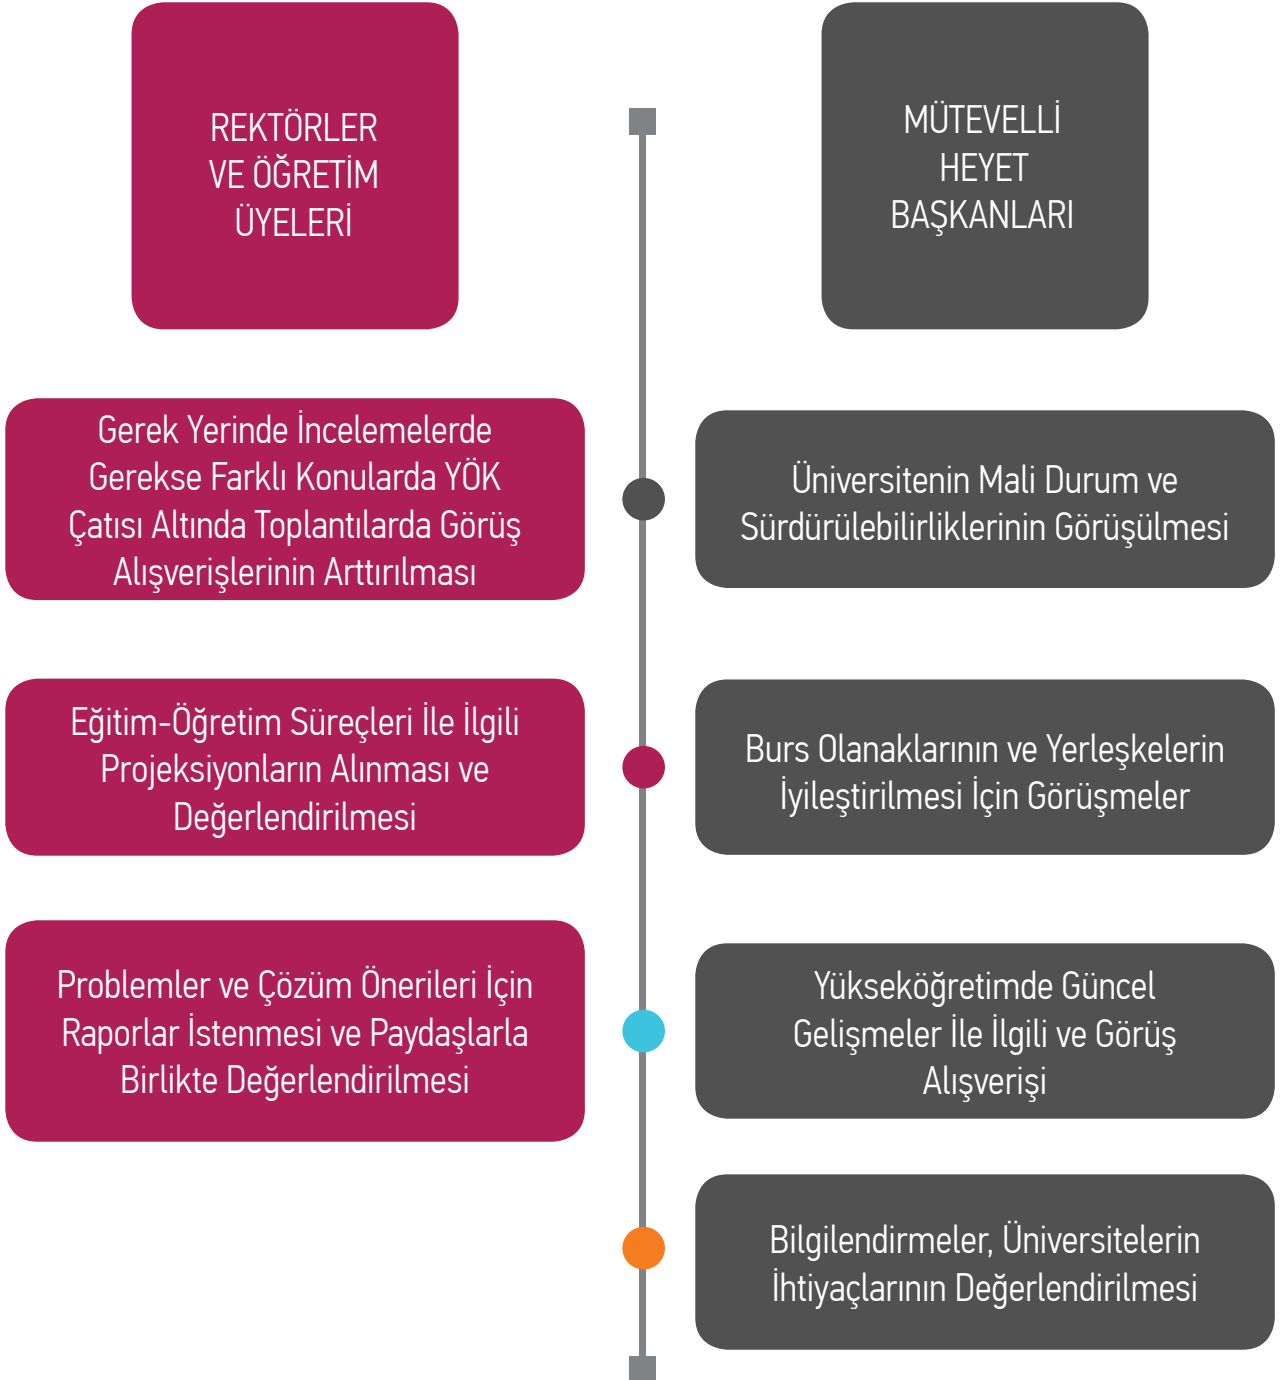 REKTÖRLER
VE ÖĞRETİM
ÜYELERİ
Gerek Yerinde İncelemelerde
Gerekse Farklı Konularda YÖK
Çatısı Altında Toplantılarda Görüş
Alışverişlerinin Arttırılması
Eğitim-Öğretim Süreçleri İle İlgili
Projeksiyonların Alınması ve
Değerlendirilmesi
Problemler ve Çözüm Önerileri İçin
Raporlar İstenmesi ve Paydaşlarla
Birlikte Değerlendirilmesi
MÜTEVELLİ
HEYET
BAŞKANLARI
Üniversitenin Mali Durum ve
Sürdürülebilirliklerinin Görüşülmesi
Burs Olanaklarının ve Yerleşkelerin
İyileştirilmesi İçin Görüşmeler
Yükseköğretimde Güncel
Gelişmeler İle İlgili ve Görüş
Alışverişi
Bilgilendirmeler, Üniversitelerin
İhtiyaçlarının Değerlendirilmesi